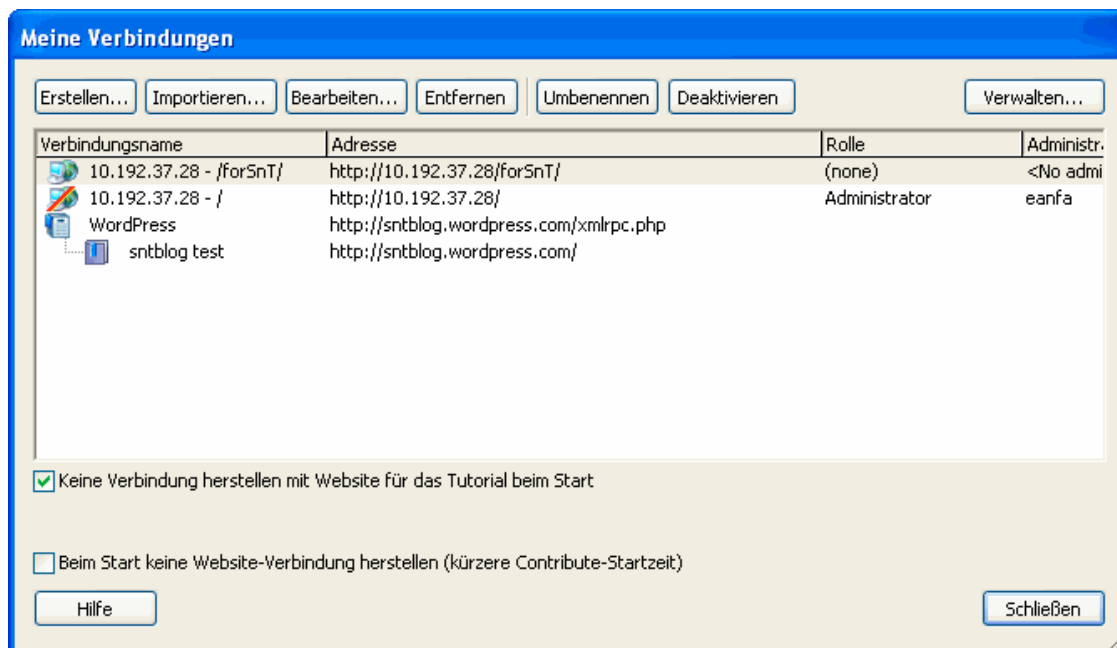 Meine Verbindungen
Erstellen... Importieren... Bearbeiten... Entfernen Umbenennen Deaktivieren Verwalten...
Verbindungsname Adresse Rolle Administr
10.192.37.28 - /forSnT/ http://10.192.37.28/forSnT/ (none) <No admi
10.192.37.28 - / http://10.192.37.28/ Administrator eanfa
WordPress http://sntblog.wordpress.com/xmlrpc.php
sntblog test http://sntblog.wordpress.com/
Keine Verbindung herstellen mit Website für das Tutorial beim Start
Beim Start keine Website-Verbindung herstellen (kürzere Contribute-Startzeit)
Hilfe Schließen